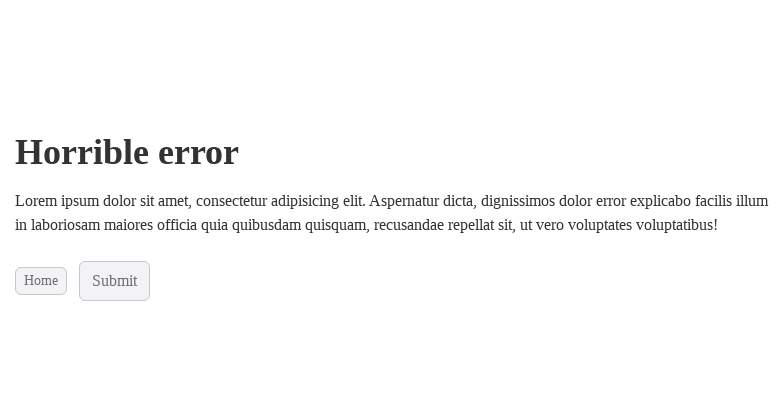 Horrible error
Lorem ipsum dolor sit amet, consectetur adipisicing elit. Aspernatur dicta, dignissimos dolor error explicabo facilis illum
in laboriosam maiores officia quia quibusdam quisquam, recusandae repellat sit, ut vero voluptates voluptatibus!
Home Submit